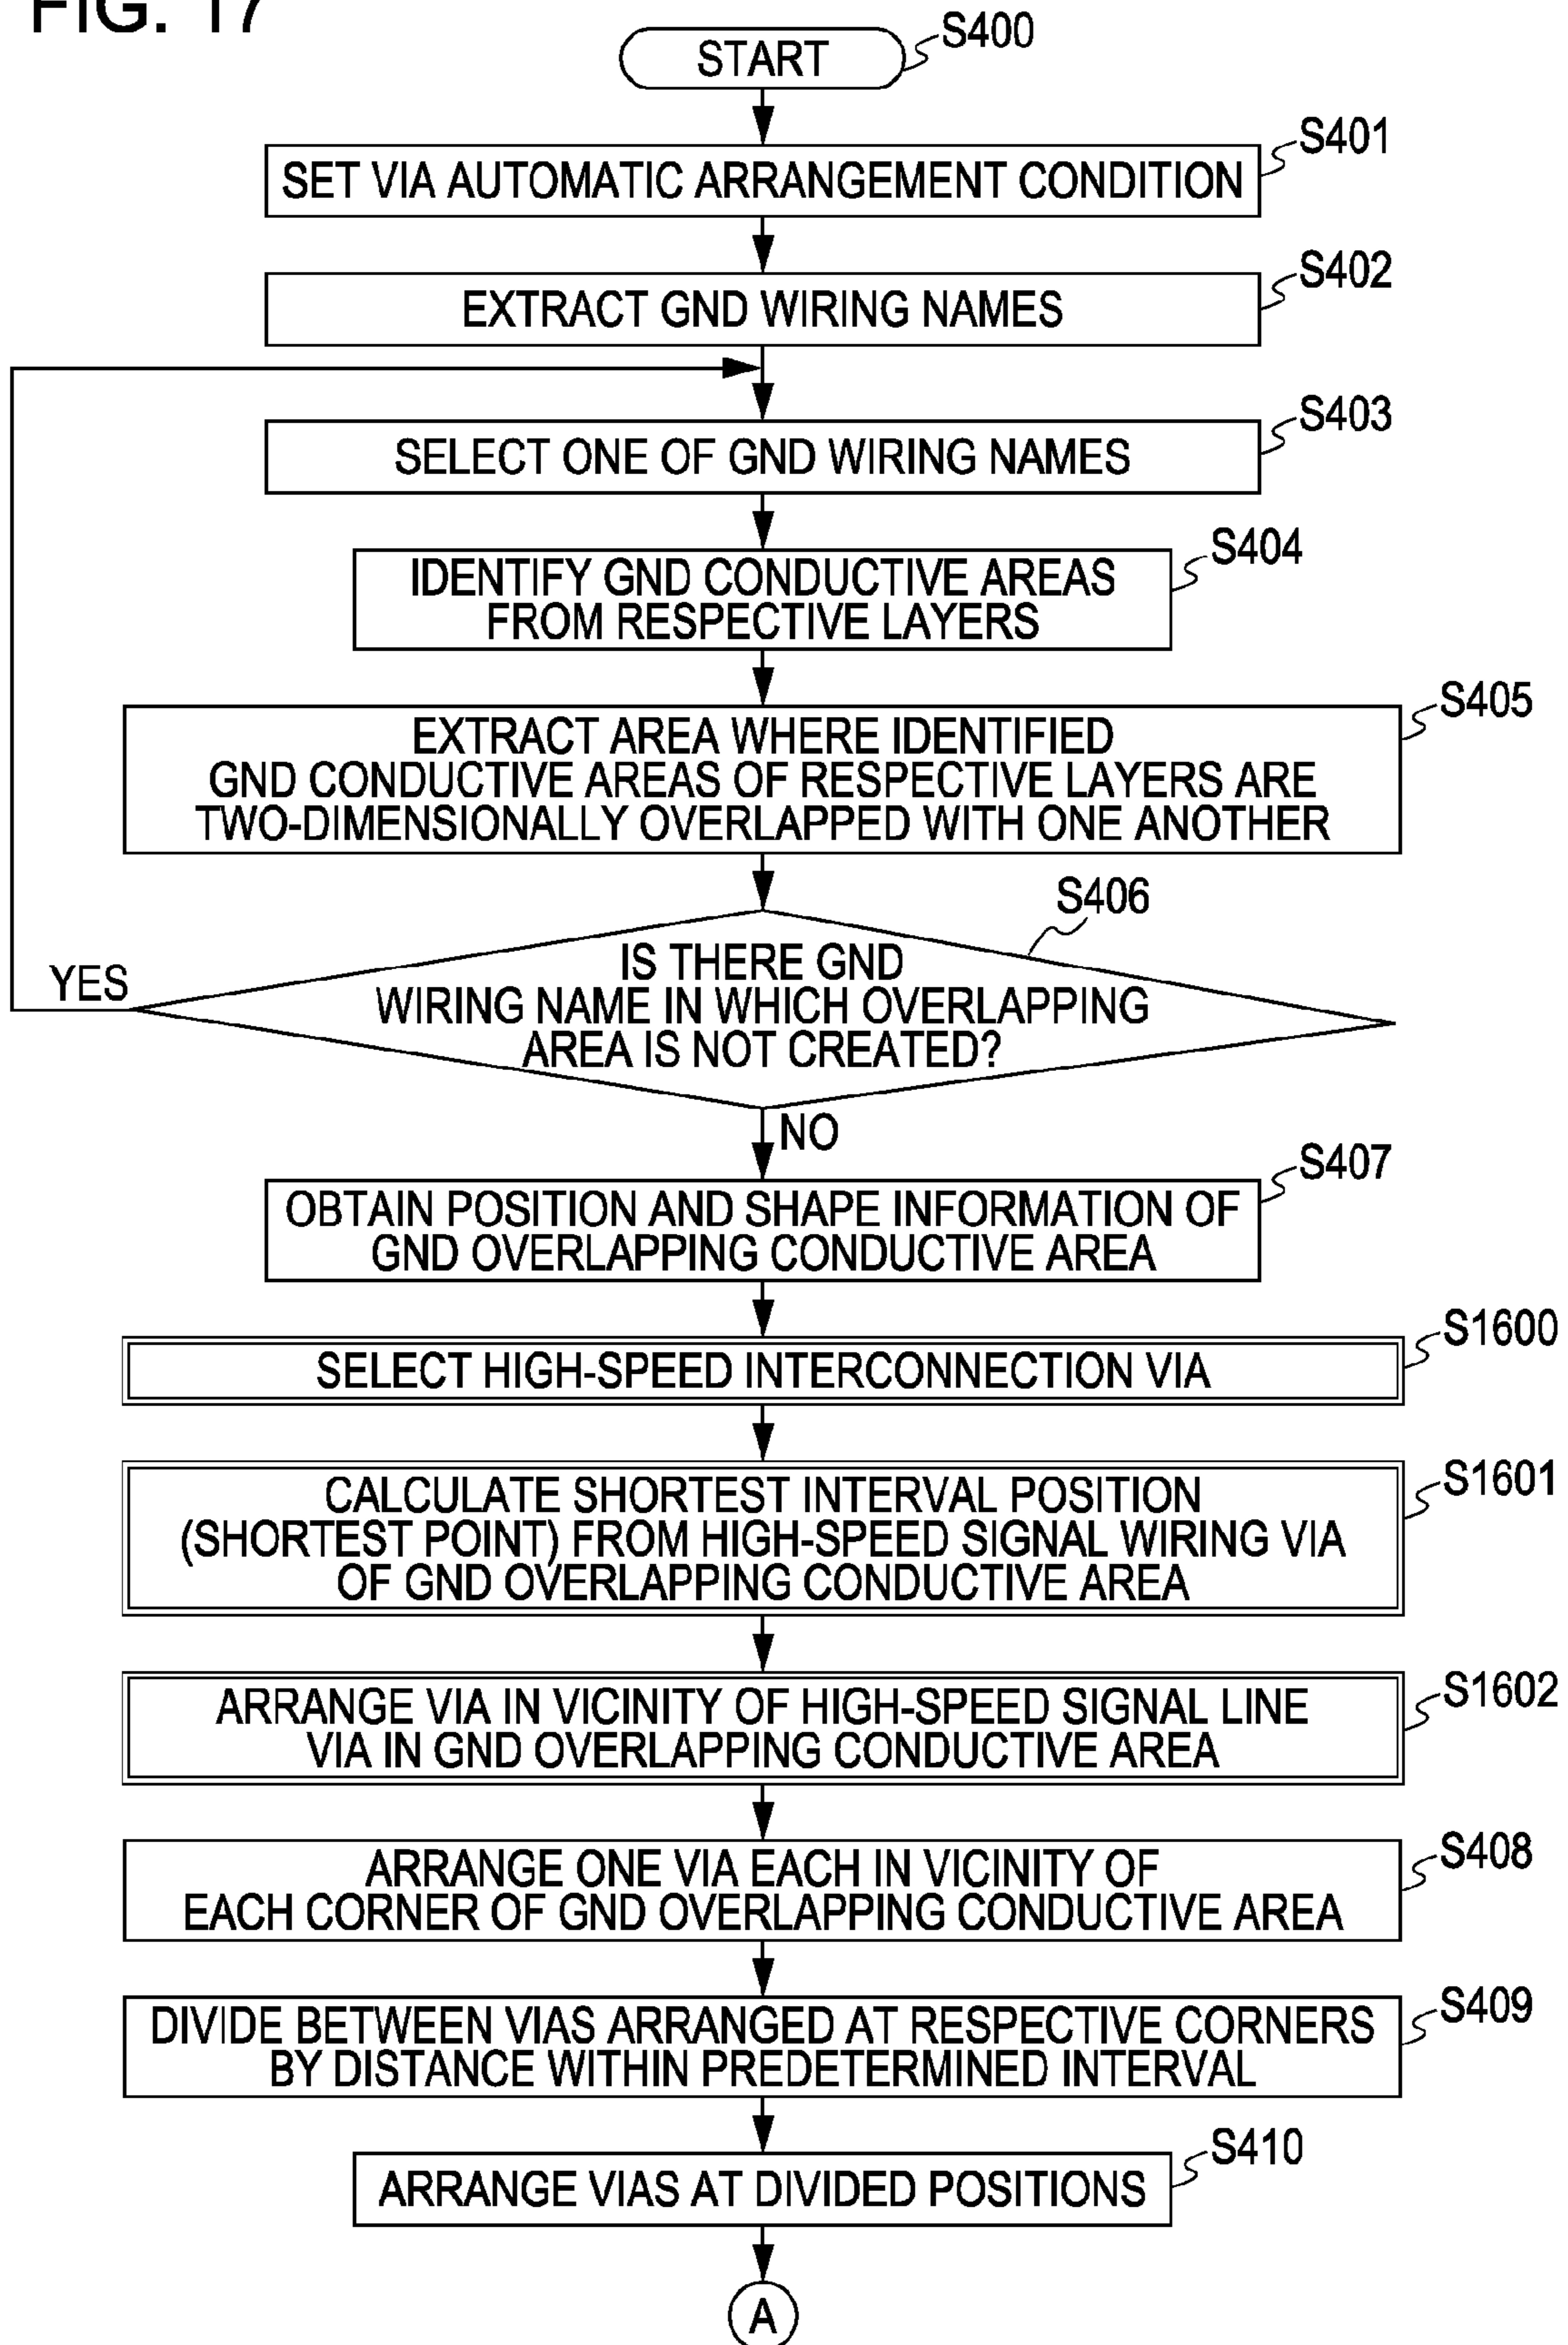 FIG. 17
START
S400
SET VIA AUTOMATIC ARRANGEMENT CONDITION
S401
EXTRACT GND WIRING NAMES
S402
SELECT ONE OF GND WIRING NAMES
S403
IDENTIFY GND CONDUCTIVE AREAS
FROM RESPECTIVE LAYERS
S404
EXTRACT AREA WHERE IDENTIFIED
GND CONDUCTIVE AREAS OF RESPECTIVE LAYERS ARE
TWO-DIMENSIONALLY OVERLAPPED WITH ONE ANOTHER
S405
S406
IS THERE GND
WIRING NAME IN WHICH OVERLAPPING
AREA IS NOT CREATED?
YES
NO
OBTAIN POSITION AND SHAPE INFORMATION OF
GND OVERLAPPING CONDUCTIVE AREA
S407
SELECT HIGH-SPEED INTERCONNECTION VIA
S1600
CALCULATE SHORTEST INTERVAL POSITION
(SHORTEST POINT) FROM HIGH-SPEED SIGNAL WIRING VIA
OF GND OVERLAPPING CONDUCTIVE AREA
S1601
ARRANGE VIA IN VICINITY OF HIGH-SPEED SIGNAL LINE
VIA IN GND OVERLAPPING CONDUCTIVE AREA
S1602
ARRANGE ONE VIA EACH IN VICINITY OF
EACH CORNER OF GND OVERLAPPING CONDUCTIVE AREA
S408
DIVIDE BETWEEN VIAS ARRANGED AT RESPECTIVE CORNERS
BY DISTANCE WITHIN PREDETERMINED INTERVAL
S409
ARRANGE VIAS AT DIVIDED POSITIONS
S410
A